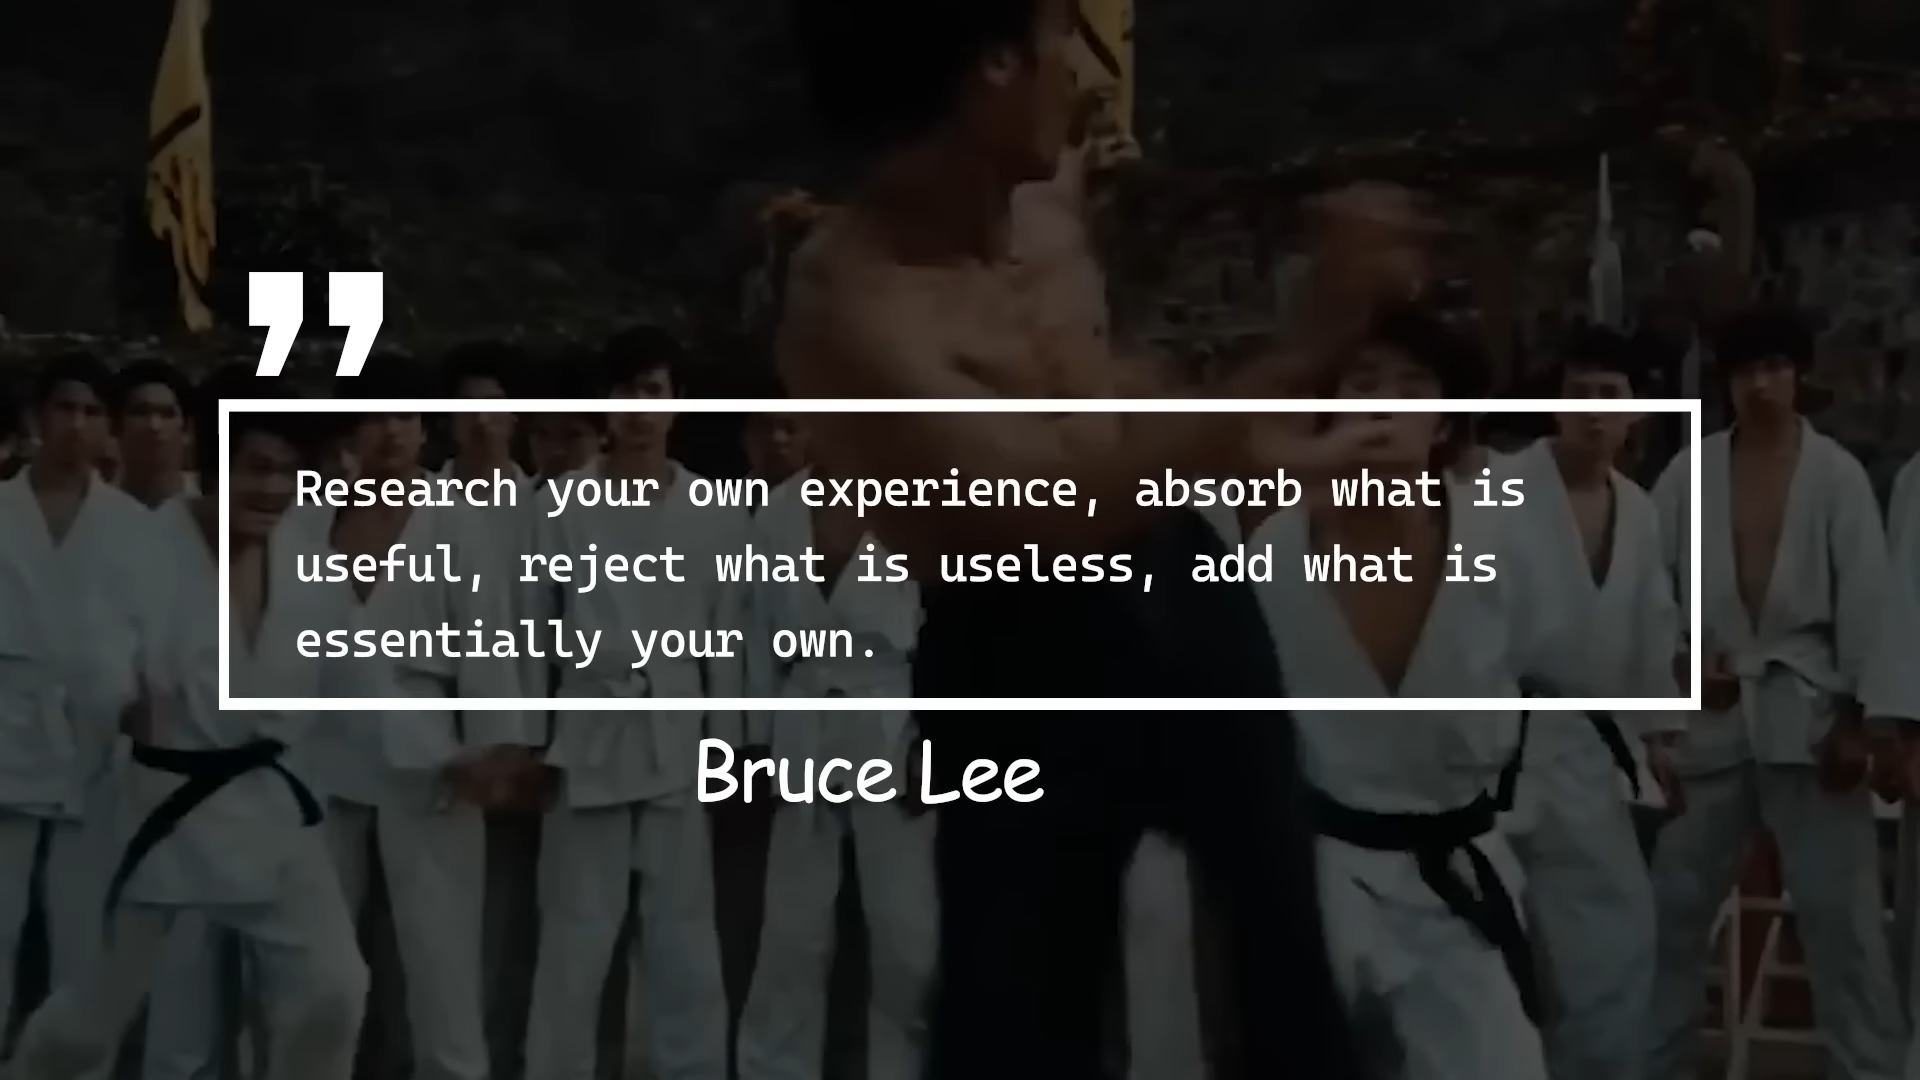 ”
Research your own experience, absorb what is
useful, reject what is useless, add what is
essentially your own.
Bruce Lee